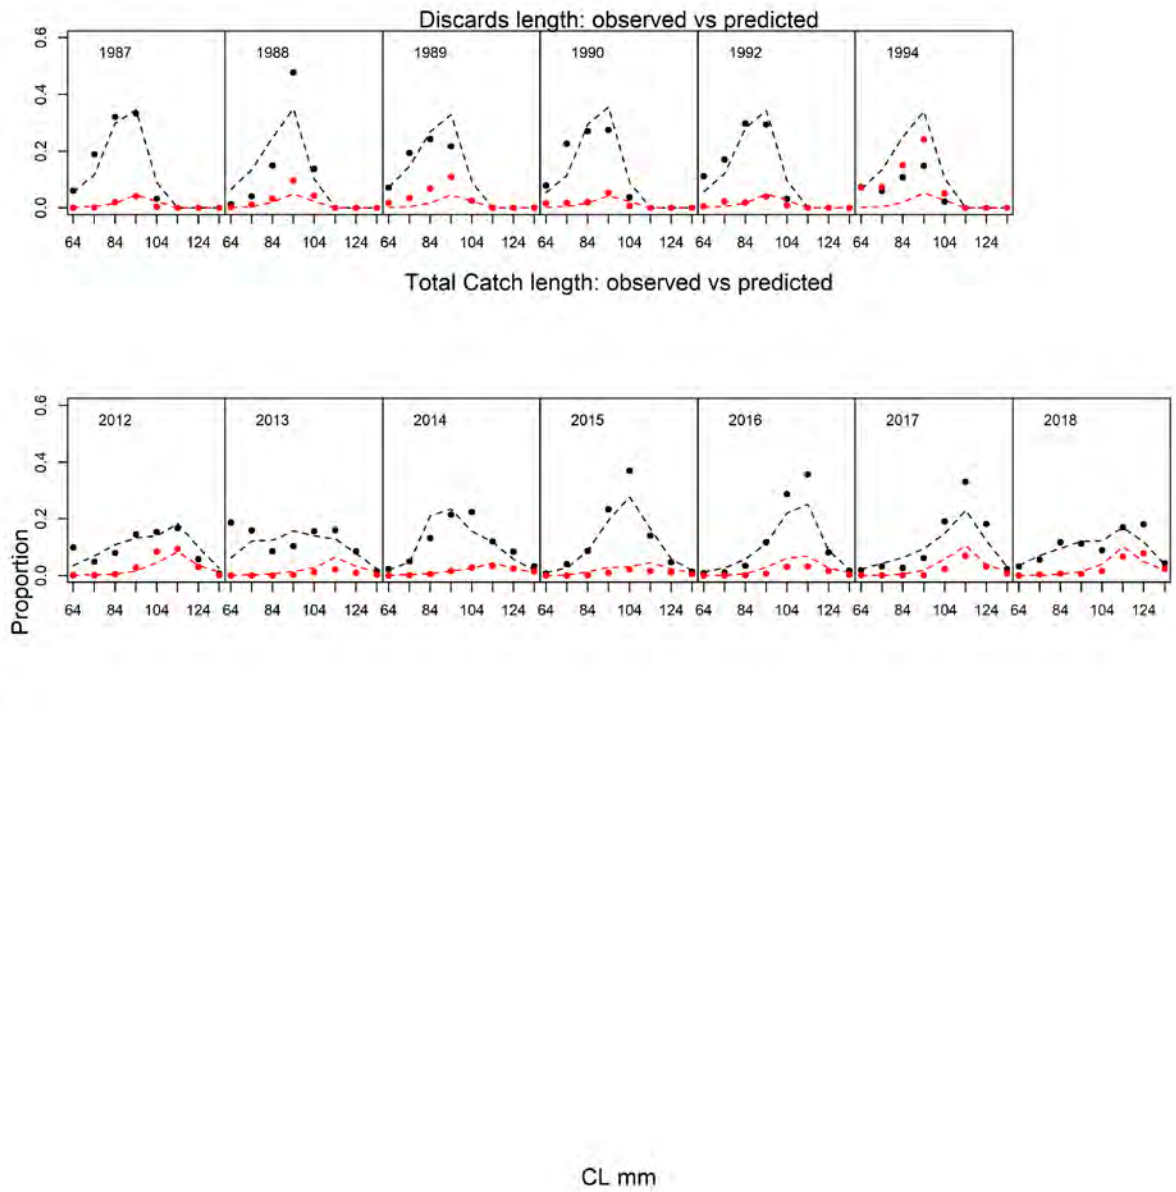 Discards length: observed vs predicted
1987 1988 1989 1990 1992 1994
0.6
0.4
0.2
0.0
64 84 104 124 64 84 104 124 64 84 104 124 64 84 104 124 64 84 104 124 64 84 104 124
Total Catch length: observed vs predicted
2012 2013 2014 2015 2016 2017 2018
0.6
0.4
0.2
0.0
64 84 104 124 64 84 104 124 64 84 104 124 64 84 104 124 64 84 104 124 64 84 104 124 64 84 104 124
Proportion
CL mm